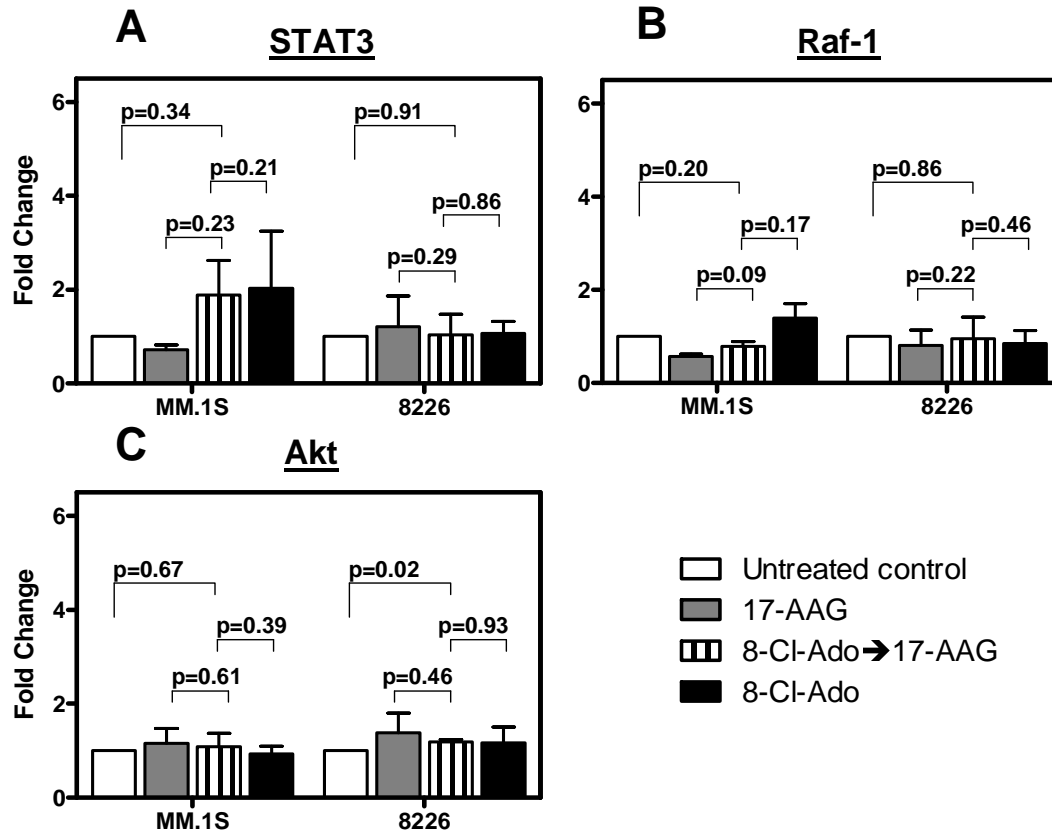 A
STAT3
Fold Change
6
4
2
0
p=0.34
p=0.21
p=0.23
p=0.91
p=0.86
p=0.29
MM.1S
8226
B
Raf-1
6
4
2
0
p=0.20
p=0.17
p=0.09
p=0.86
p=0.46
p=0.22
MM.1S
8226
C
Akt
Fold Change
6
4
2
0
p=0.67
p=0.39
p=0.61
p=0.02
p=0.93
p=0.46
MM.1S
8226
Untreated control
17-AAG
8-Cl-Ado➔17-AAG
8-Cl-Ado